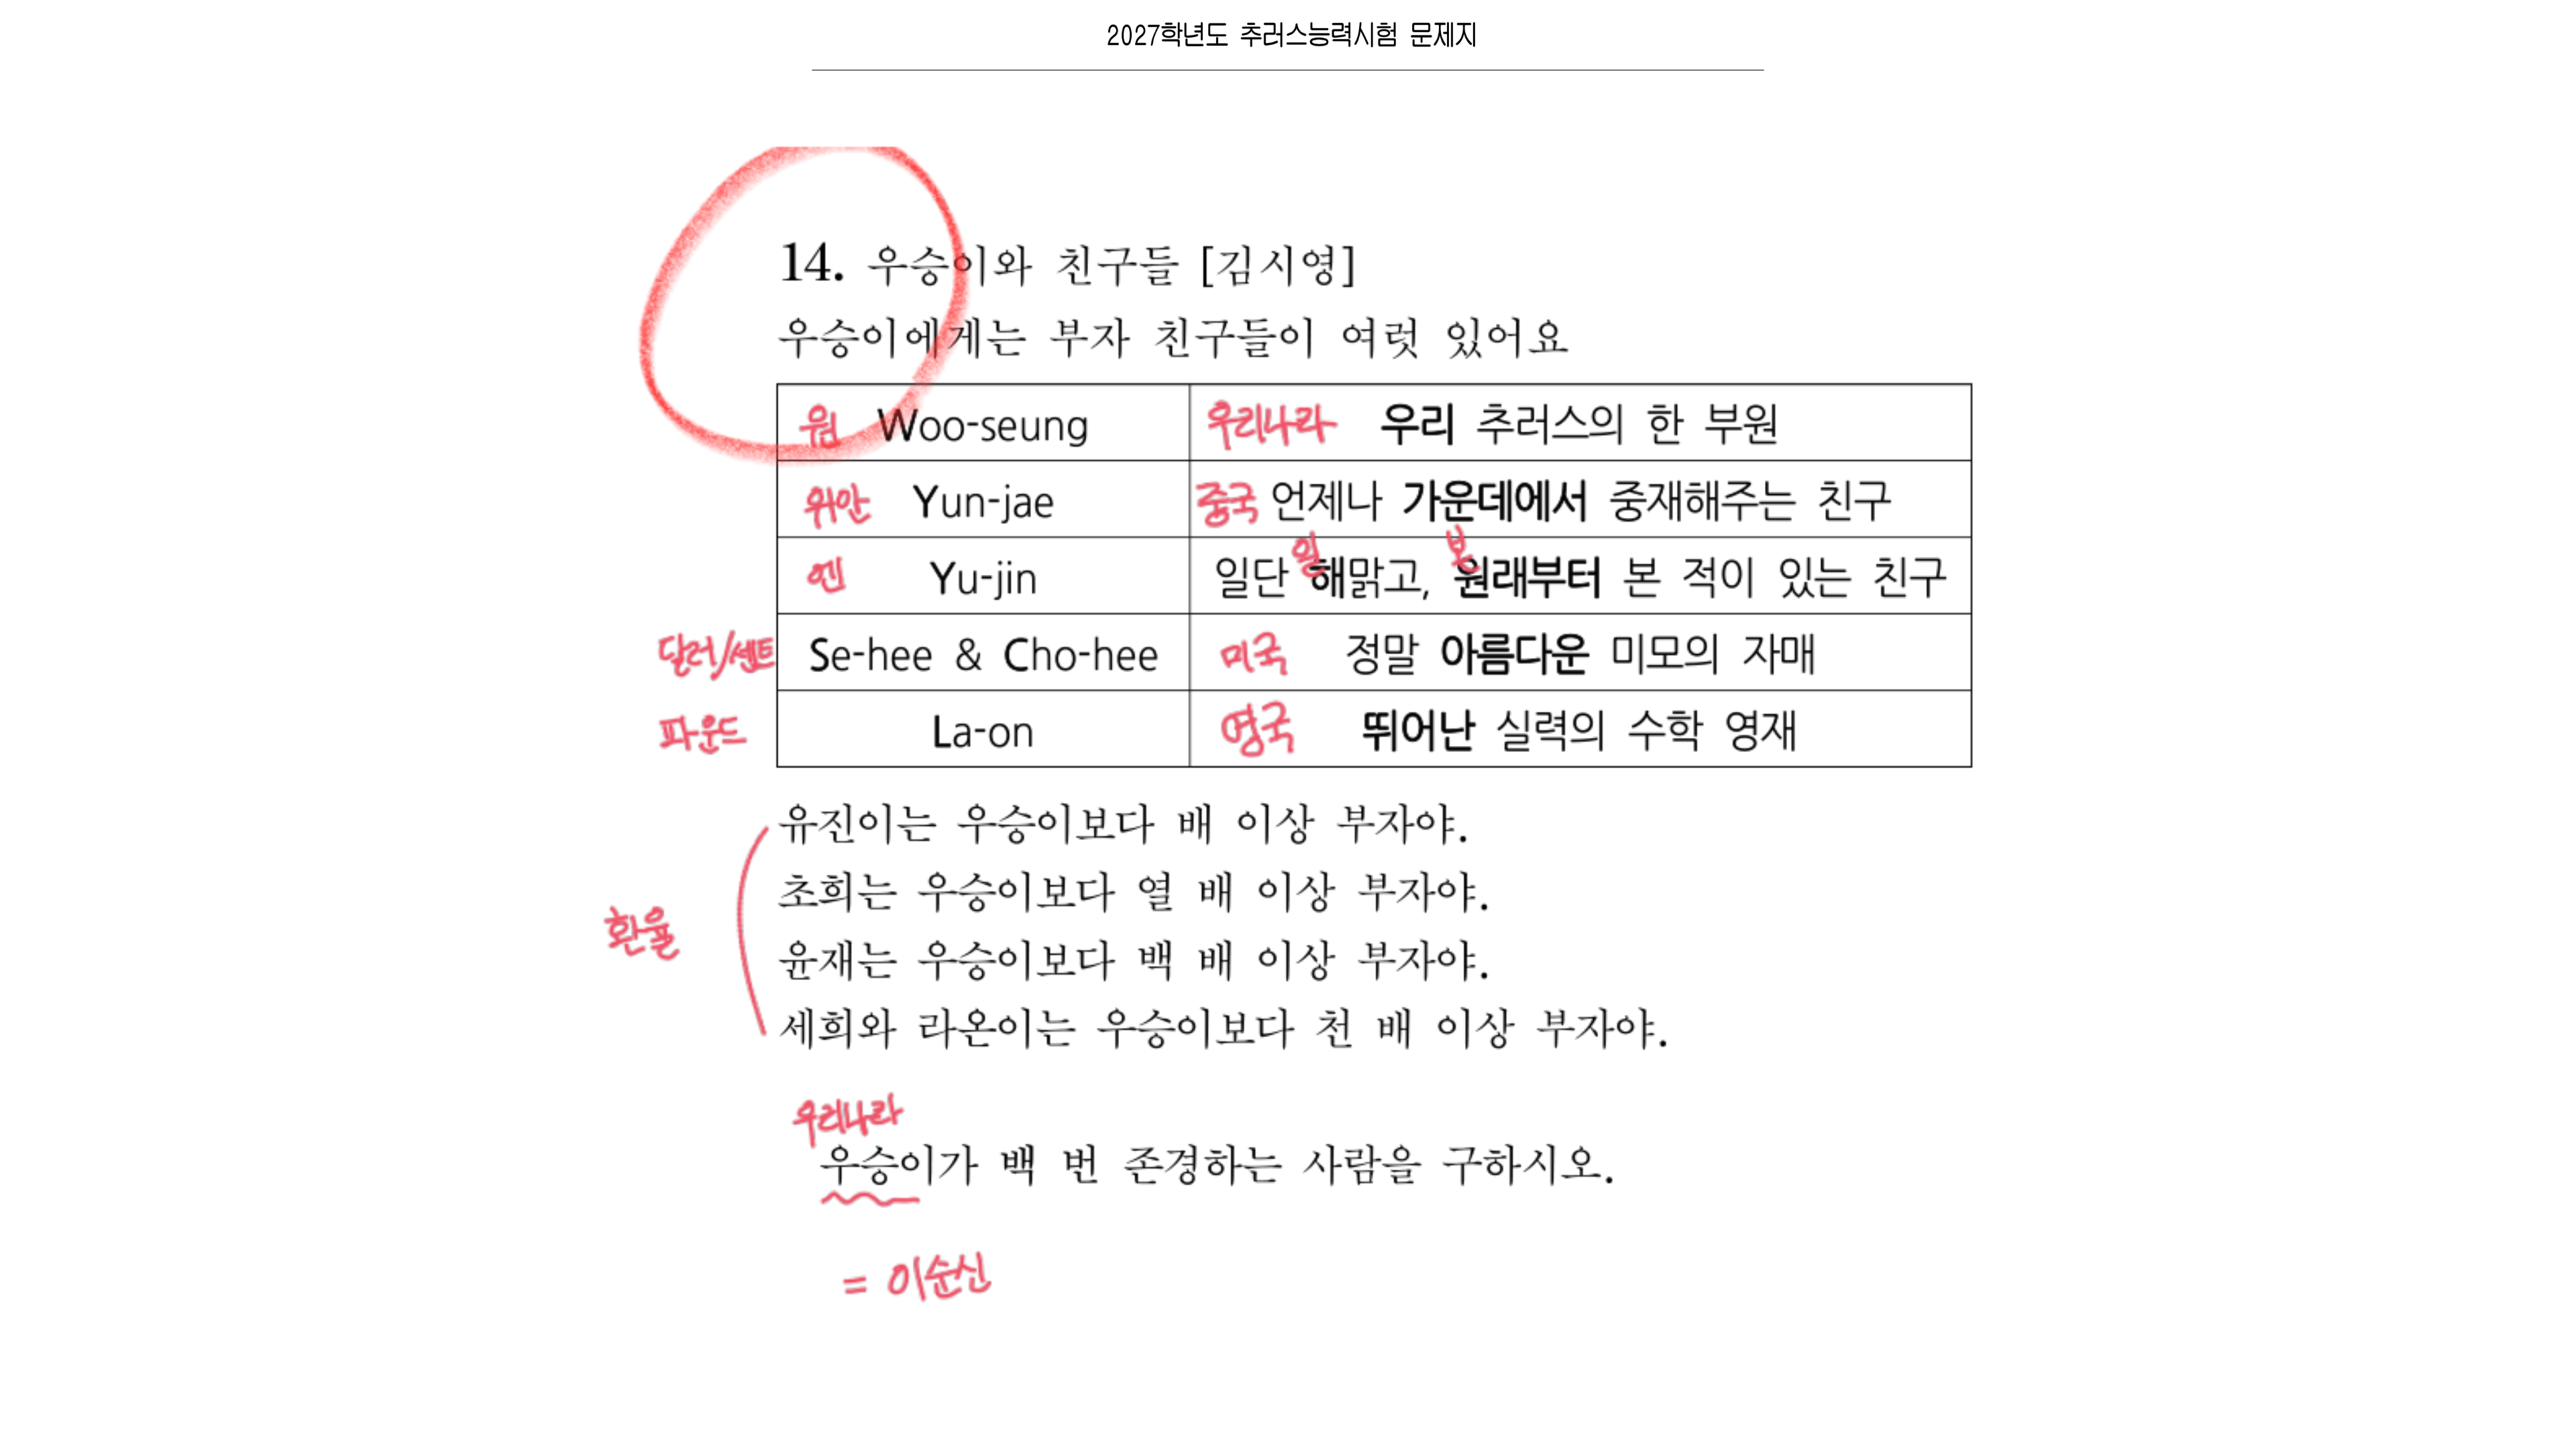 2027학년도 추러스능력시험 문제지
14. 우승이와 친구들 [김시영]
우승이에게는 부자 친구들이 여럿 있어요
원 Woo-seung 우리나라 우리 추러스의 한 부원
위안 Yun-jae 중국 언제나 가운데에서 중재해주는 친구
일 본
엔 Yu-jin 일단 해맑고, 원래부터 본 적이 있는 친구
달러/센트 Se-hee & Cho-hee 미국 정말 아름다운 미모의 자매
파운드 La-on 영국 뛰어난 실력의 수학 영재
유진이는 우승이보다 배 이상 부자야.
초희는 우승이보다 열 배 이상 부자야.
환율
윤재는 우승이보다 백 배 이상 부자야.
세희와 라온이는 우승이보다 천 배 이상 부자야.
우리나라
우승이가 백 번 존경하는 사람을 구하시오.
= 이순신